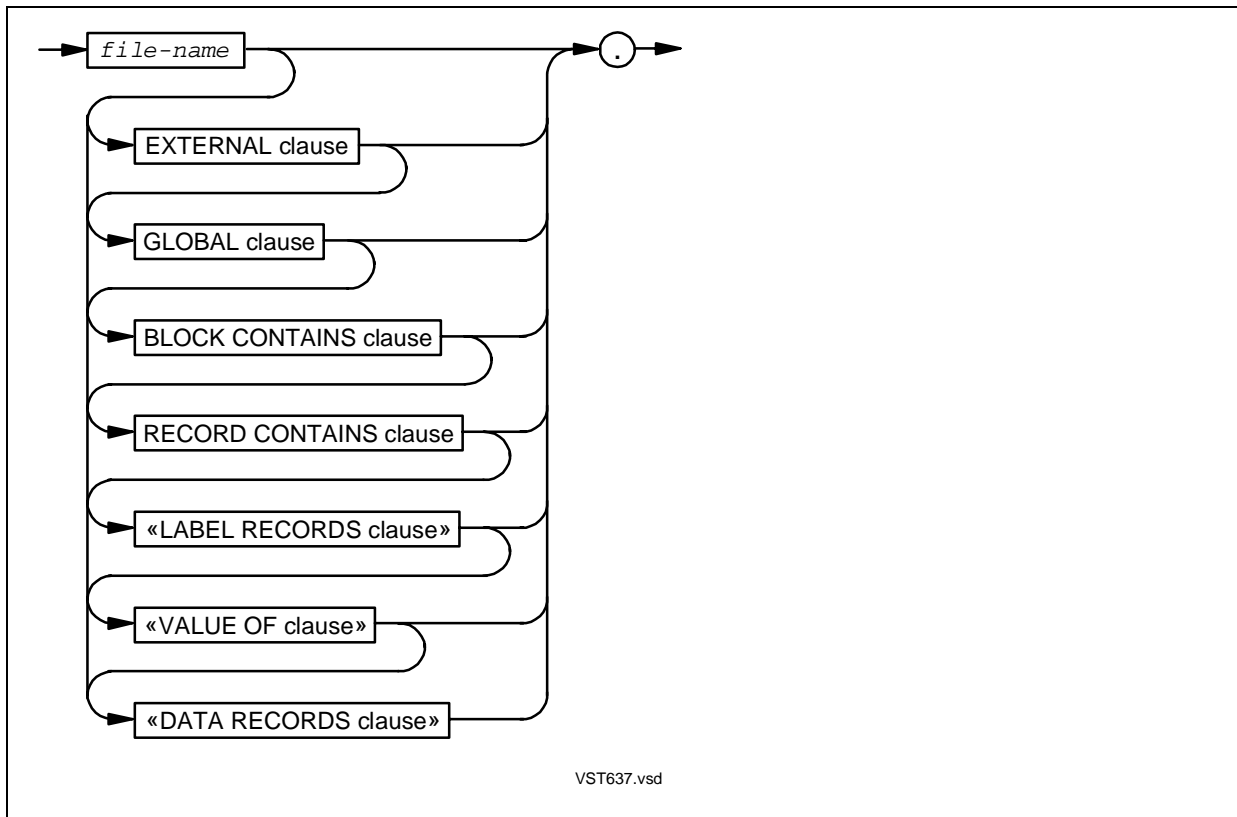 file-name
.
EXTERNAL clause
GLOBAL clause
BLOCK CONTAINS clause
RECORD CONTAINS clause
«LABEL RECORDS clause»
«VALUE OF clause»
«DATA RECORDS clause»
VST637.vsd